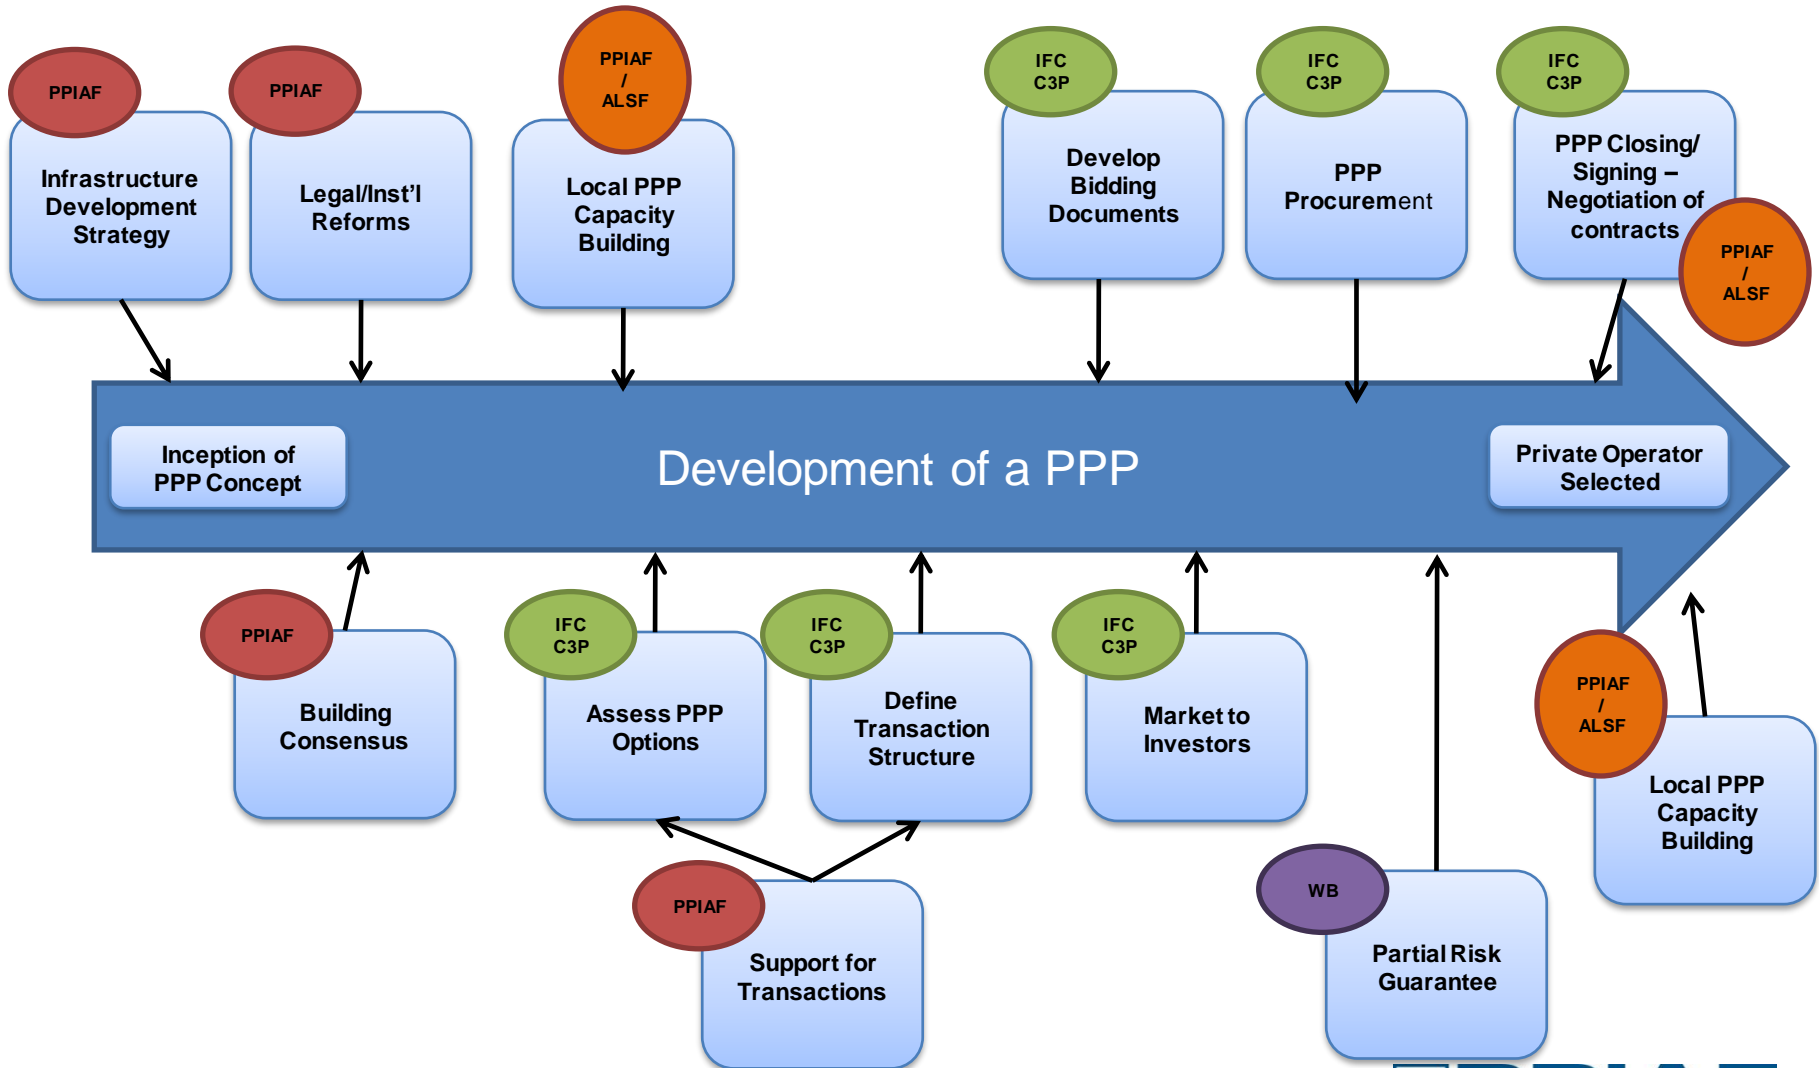 PPIAF
Infrastructure
Development
Strategy
PPIAF
Legal/Inst’l
Reforms
PPIAF
/
ALSF
Local PPP
Capacity
Building
IFC
C3P
Develop
Bidding
Documents
IFC
C3P
PPP
Procurement
IFC
C3P
PPP Closing/
Signing –
Negotiation of
contracts
PPIAF
/
ALSF
Inception of
PPP Concept
Development of a PPP
Private Operator
Selected
PPIAF
Building
Consensus
IFC
C3P
Assess PPP
Options
IFC
C3P
Define
Transaction
Structure
IFC
C3P
Market to
Investors
PPIAF
/
ALSF
Local PPP
Capacity
Building
PPIAF
Support for
Transactions
WB
Partial Risk
Guarantee